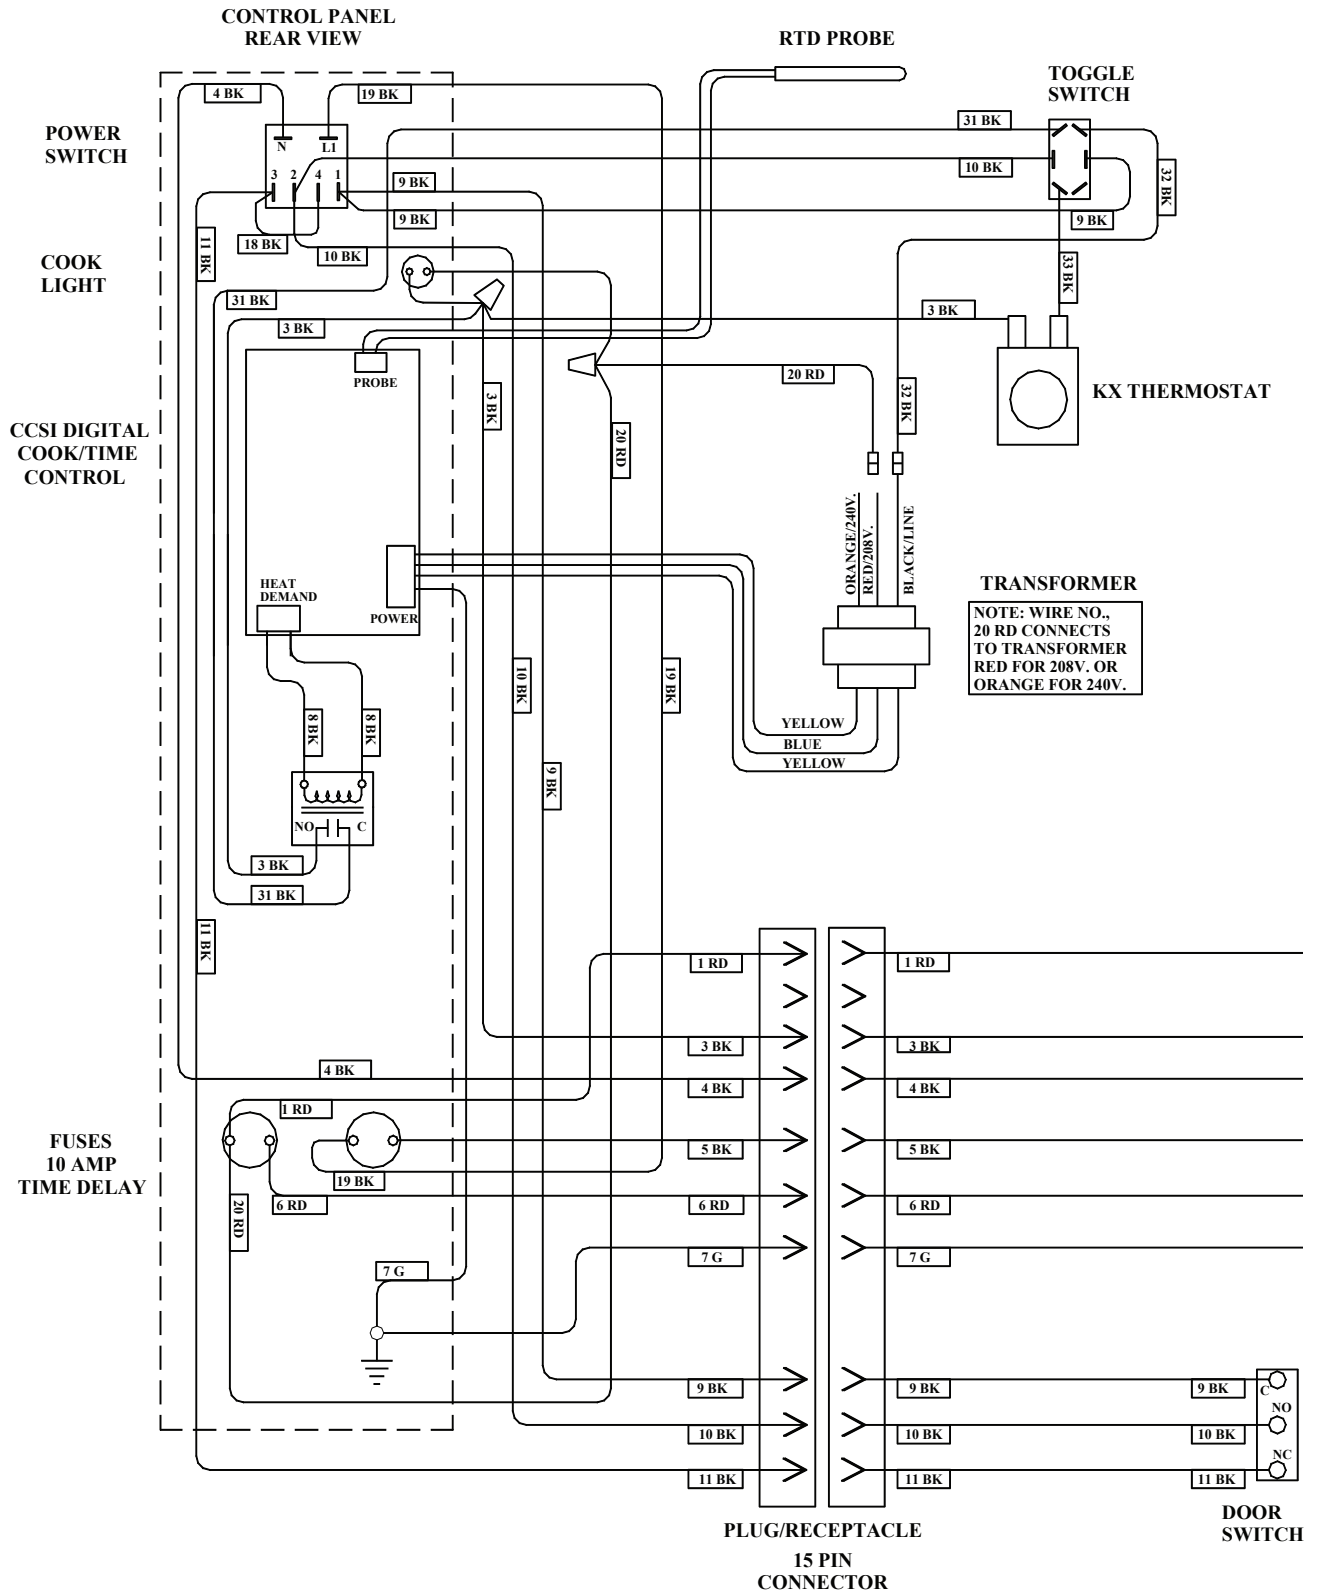 CONTROL PANEL
REAR VIEW
RTD PROBE
TOGGLE
SWITCH
4 BK
19 BK
31 BK
POWER
SWITCH
N
L1
3
2
4
1
9 BK
10 BK
32 BK
9 BK
9 BK
11 BK
18 BK
10 BK
COOK
LIGHT
33 BK
31 BK
3 BK
3 BK
PROBE
20 RD
3 BK
32 BK
KX THERMOSTAT
CCSI DIGITAL
COOK/TIME
CONTROL
20 RD
ORANGE/240V.
RED/208V.
BLACK/LINE
HEAT
DEMAND
POWER
TRANSFORMER
NOTE: WIRE NO.,
20 RD CONNECTS
TO TRANSFORMER
RED FOR 208V. OR
ORANGE FOR 240V.
10 BK
19 BK
8 BK
8 BK
YELLOW
BLUE
YELLOW
9 BK
NO
C
3 BK
31 BK
11 BK
1 RD
1 RD
3 BK
3 BK
4 BK
4 BK
4 BK
1 RD
FUSES
10 AMP
TIME DELAY
5 BK
5 BK
19 BK
20 RD
6 RD
6 RD
6 RD
7 G
7 G
7 G
9 BK
9 BK
9 BK
C
NO
10 BK
10 BK
10 BK
NC
11 BK
11 BK
11 BK
DOOR
SWITCH
PLUG/RECEPTACLE
15 PIN
CONNECTOR